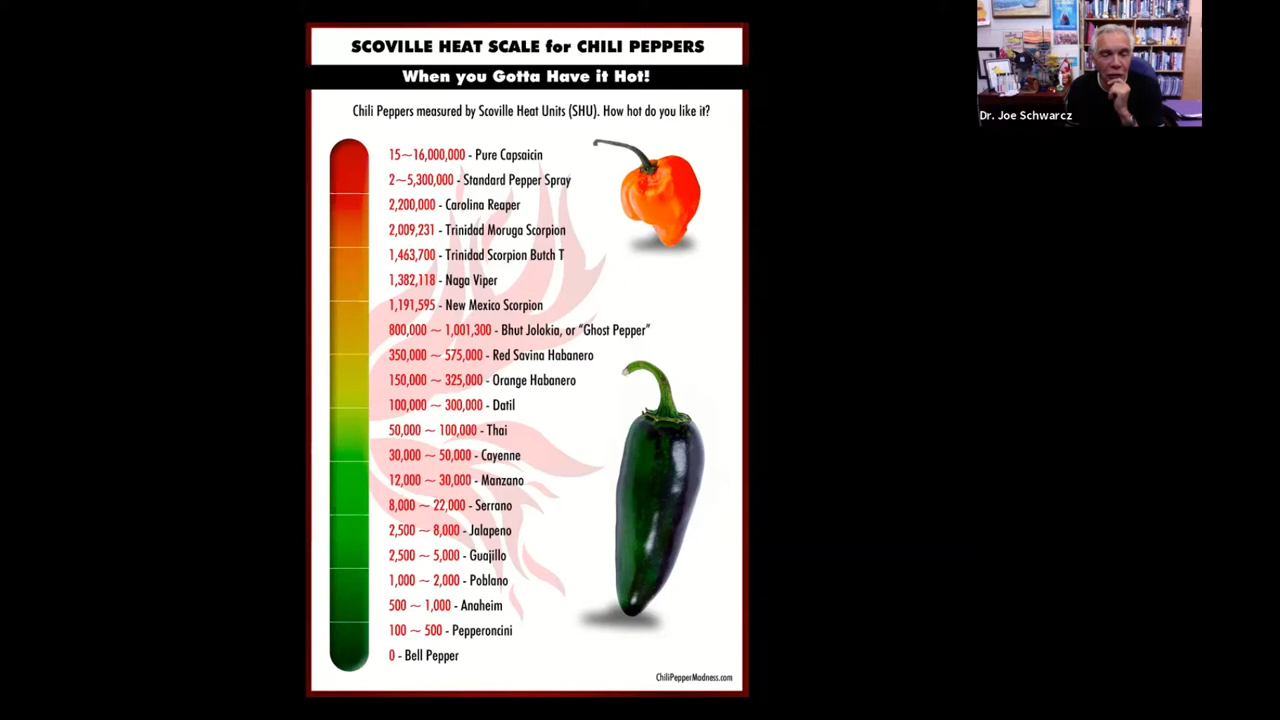 SCOVILLE HEAT SCALE for CHILI PEPPERS
When you Gotta Have it Hot!
Chili Peppers measured by Scoville Heat Units (SHU). How hot do you like it?
15~16,000,000 - Pure Capsaicin
2~5,300,000 - Standard Pepper Spray
2,200,000 - Carolina Reaper
2,009,231 - Trinidad Moruga Scorpion
1,463,700 - Trinidad Scorpion Butch T
1,382,118 - Naga Viper
1,191,595 - New Mexico Scorpion
800,000 ~ 1,001,300 - Bhut Jolokia, or “Ghost Pepper”
350,000 ~ 575,000 - Red Savina Habanero
150,000 ~ 325,000 - Orange Habanero
100,000 ~ 300,000 - Datil
50,000 ~ 100,000 - Thai
30,000 ~ 50,000 - Cayenne
12,000 ~ 30,000 - Manzano
8,000 ~ 22,000 - Serrano
2,500 ~ 8,000 - Jalapeno
2,500 ~ 5,000 - Guajillo
1,000 ~ 2,000 - Poblano
500 ~ 1,000 - Anaheim
100 ~ 500 - Pepperoncini
0 - Bell Pepper
ChiliPepperMadness.com
Dr. Joe Schwarcz